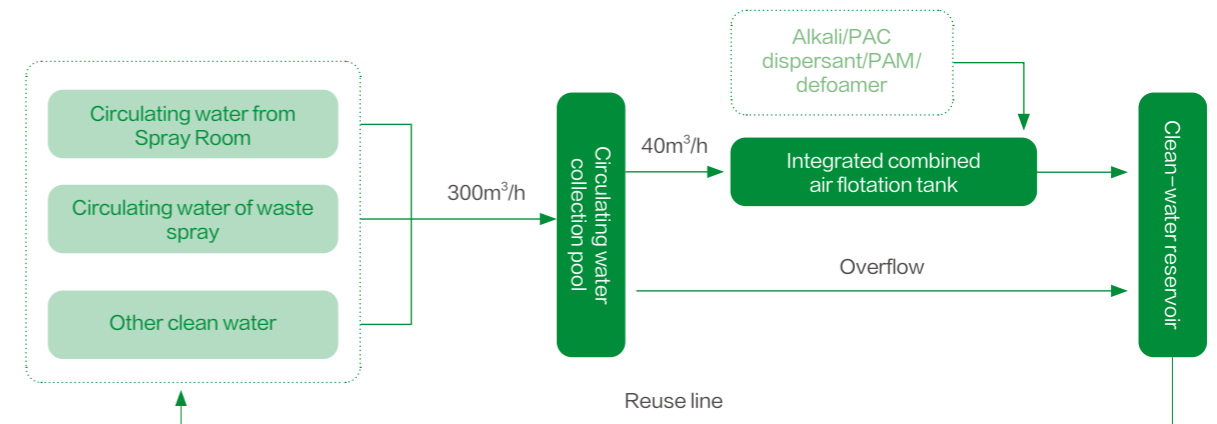 Alkali/PAC
dispersant/PAM/
defoamer
Circulating water from
Spray Room
Circulating water of waste
spray
Other clean water
300m³/h
Circulating water
collection pool
40m³/h
Integrated combined
air flotation tank
Overflow
Clean-water reservoir
Reuse line